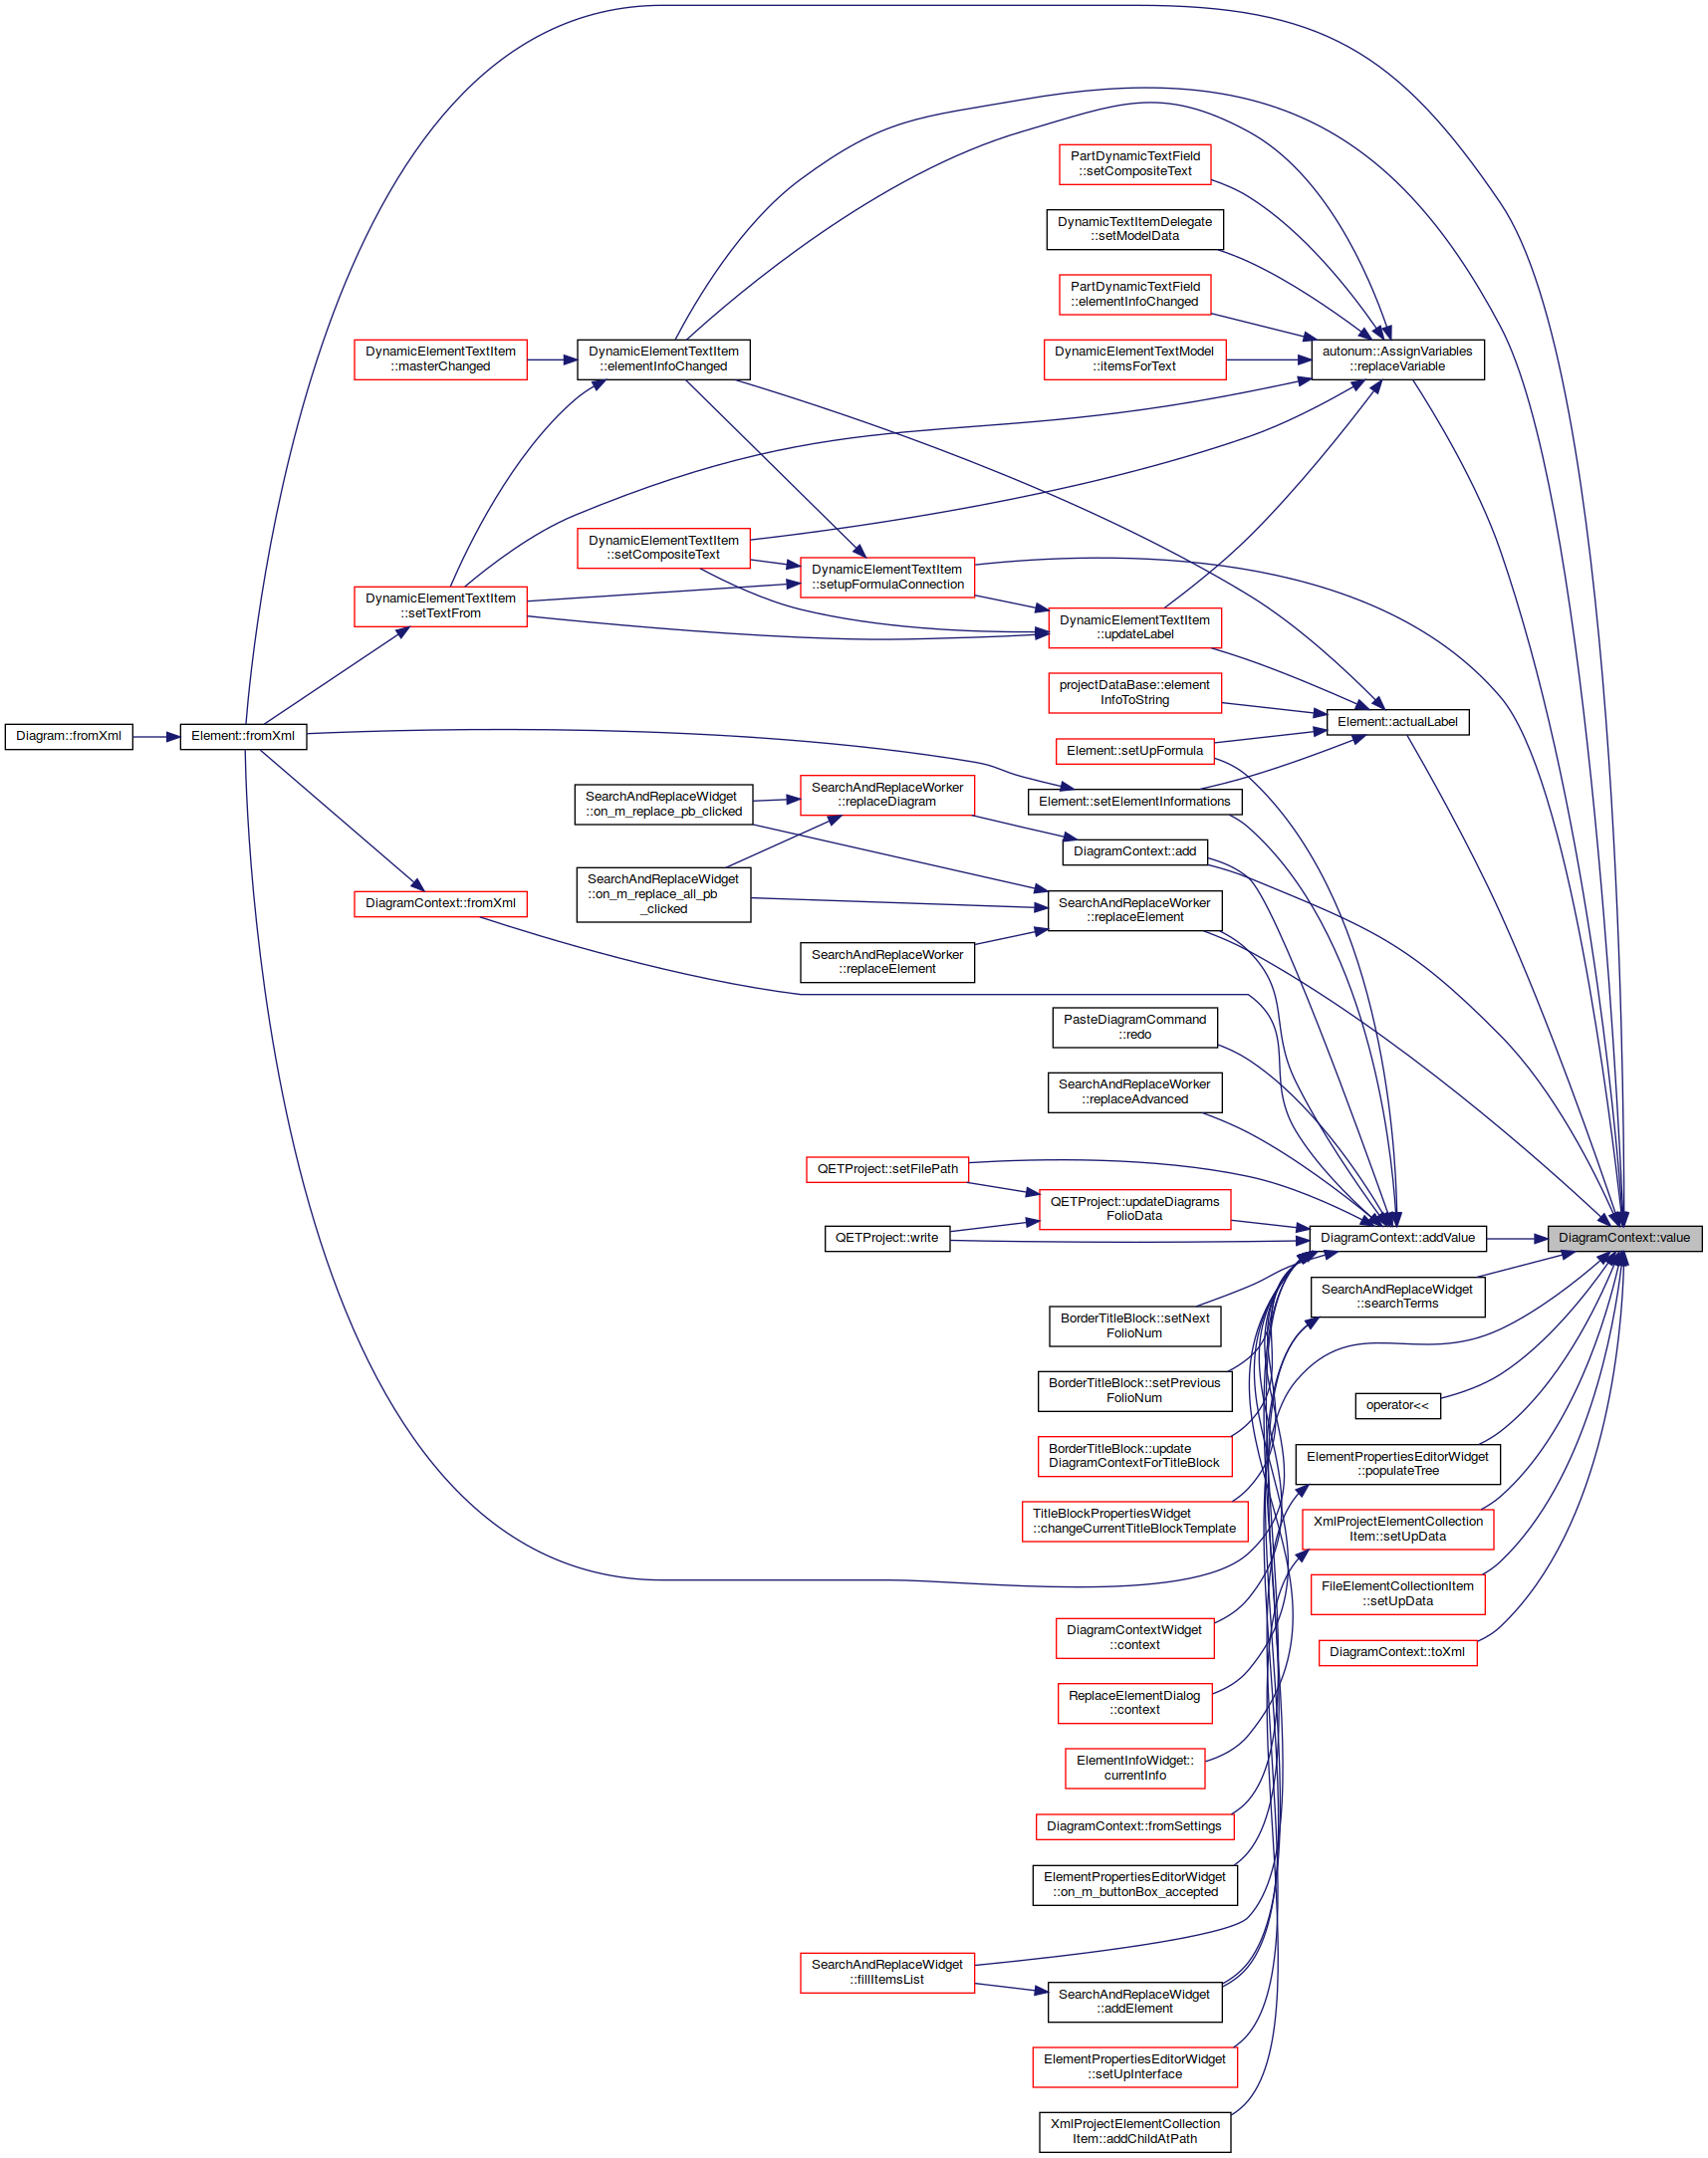 PartDynamicTextField
::setCompositeText
DynamicTextItemDelegate
::setModelData
PartDynamicTextField
::elementInfoChanged
DynamicElementTextItem
::masterChanged
DynamicElementTextItem
::elementInfoChanged
DynamicElementTextModel
::itemsForText
autonum::AssignVariables
::replaceVariable
DynamicElementTextItem
::setCompositeText
DynamicElementTextItem
::setupFormulaConnection
DynamicElementTextItem
::setTextFrom
DynamicElementTextItem
::updateLabel
projectDataBase::element
InfoToString
Element::actualLabel
Diagram::fromXml
Element::fromXml
Element::setUpFormula
SearchAndReplaceWidget
::on_m_replace_pb_clicked
SearchAndReplaceWorker
::replaceDiagram
Element::setElementInformations
DiagramContext::add
SearchAndReplaceWidget
::on_m_replace_all_pb
_clicked
DiagramContext::fromXml
SearchAndReplaceWorker
::replaceElement
SearchAndReplaceWorker
::replaceElement
PasteDiagramCommand
::redo
SearchAndReplaceWorker
::replaceAdvanced
QETProject::setFilePath
QETProject::updateDiagrams
FolioData
QETProject::write
DiagramContext::addValue
DiagramContext::value
BorderTitleBlock::setNext
FolioNum
SearchAndReplaceWidget
::searchTerms
BorderTitleBlock::setPrevious
FolioNum
operator<<
BorderTitleBlock::update
DiagramContextForTitleBlock
ElementPropertiesEditorWidget
::populateTree
TitleBlockPropertiesWidget
::changeCurrentTitleBlockTemplate
XmlProjectElementCollection
Item::setUpData
FileElementCollectionItem
::setUpData
DiagramContextWidget
::context
DiagramContext::toXml
ReplaceElementDialog
::context
ElementInfoWidget::
currentInfo
DiagramContext::fromSettings
ElementPropertiesEditorWidget
::on_m_buttonBox_accepted
SearchAndReplaceWidget
::fillItemsList
SearchAndReplaceWidget
::addElement
ElementPropertiesEditorWidget
::setUpInterface
XmlProjectElementCollection
Item::addChildAtPath